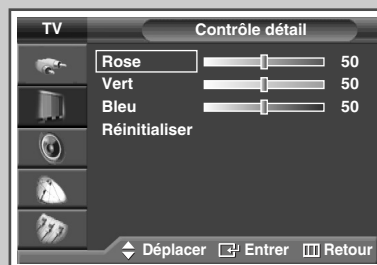 TV Contrôle détail
Rose 50
Vert 50
Bleu 50
Réinitialiser
Déplacer Entrer Retour